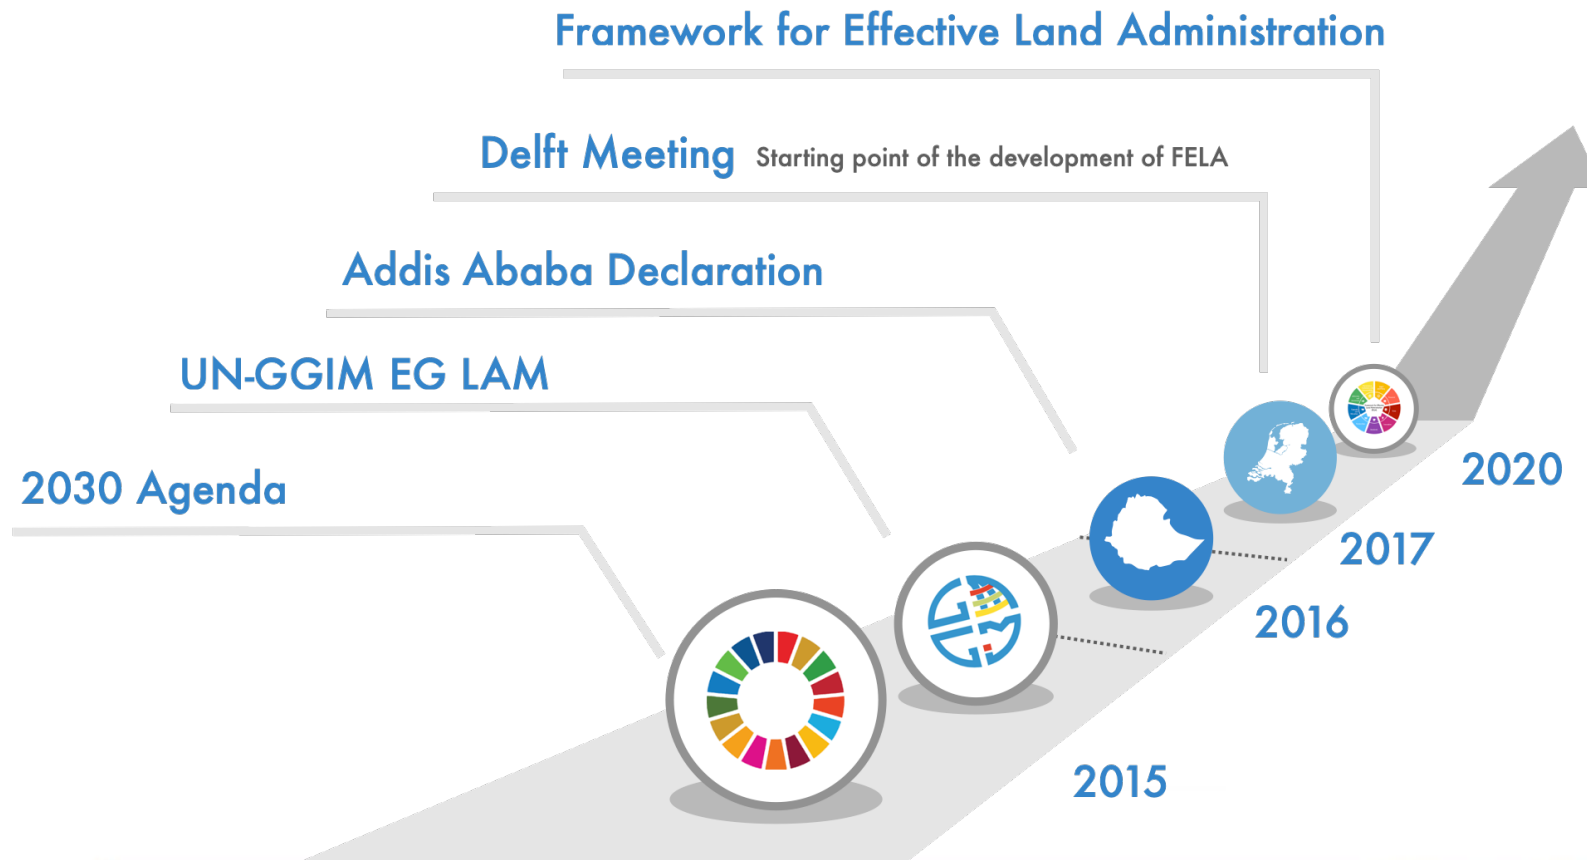 Framework for Effective Land Administration
Delft Meeting Starting point of the development of FELA
Addis Ababa Declaration
UN-GGIM EG LAM
2030 Agenda
2020
2017
2016
2015